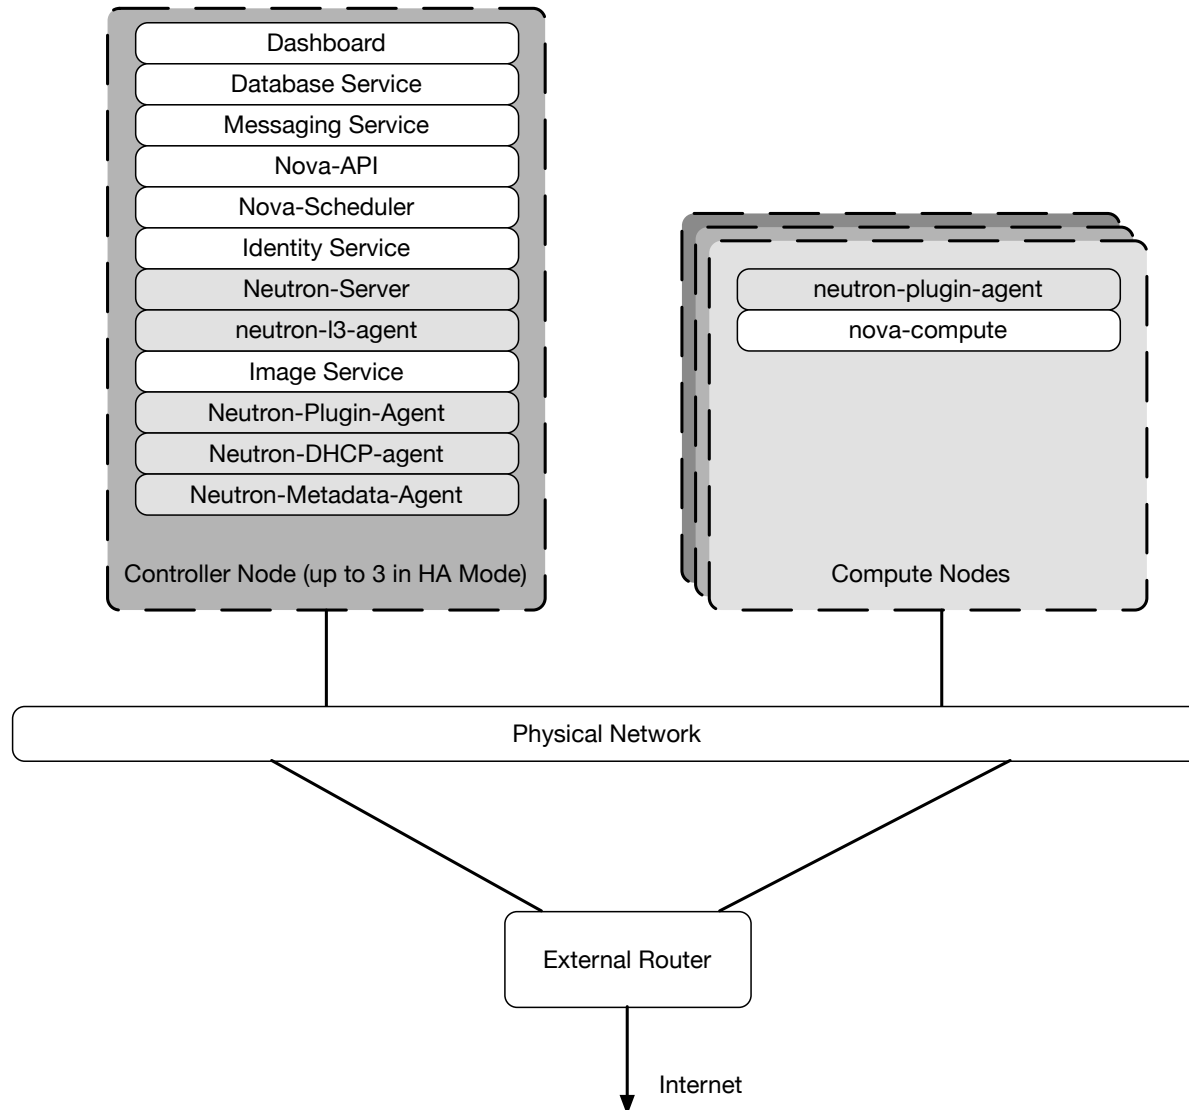 Dashboard
Database Service
Messaging Service
Nova-API
Nova-Scheduler
Identity Service
Neutron-Server
neutron-l3-agent
Image Service
Neutron-Plugin-Agent
Neutron-DHCP-agent
Neutron-Metadata-Agent
Controller Node (up to 3 in HA Mode)
neutron-plugin-agent
nova-compute
Compute Nodes
Physical Network
External Router
Internet